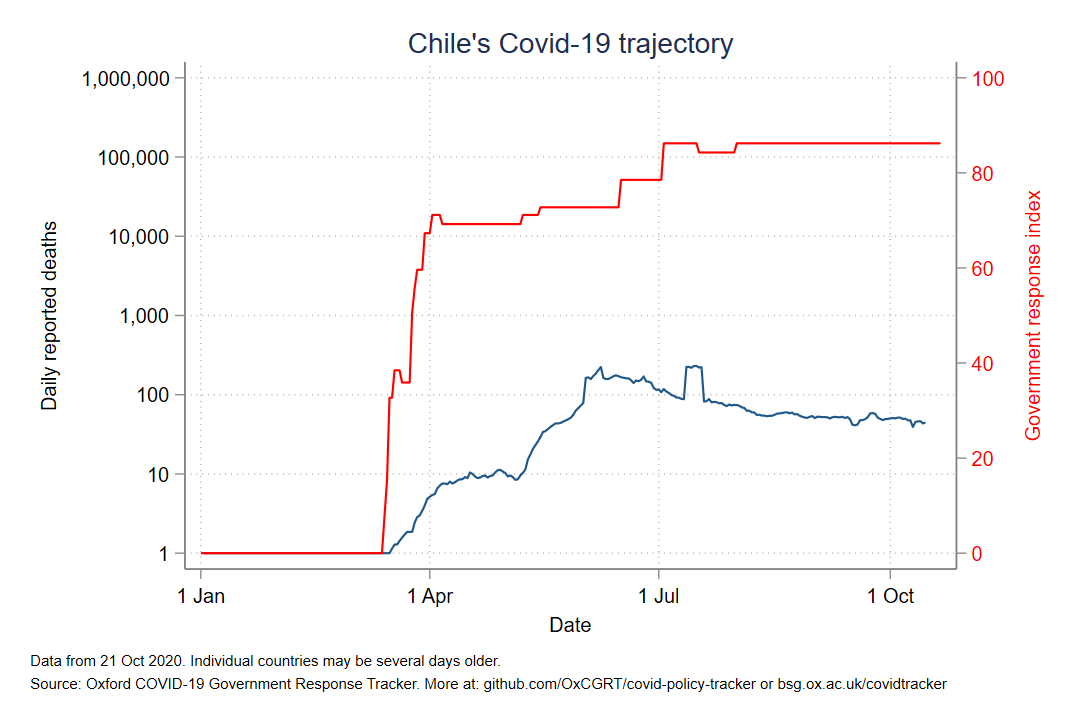 Chile's Covid-19 trajectory
1,000,000
100,000
10,000
1,000
100
10
1
Daily reported deaths
100
80
60
40
20
0
Government response index
1 Jan
1 Apr
1 Jul
1 Oct
Date
Data from 21 Oct 2020. Individual countries may be several days older.
Source: Oxford COVID-19 Government Response Tracker. More at: github.com/OxCGRT/covid-policy-tracker or bsg.ox.ac.uk/covidtracker